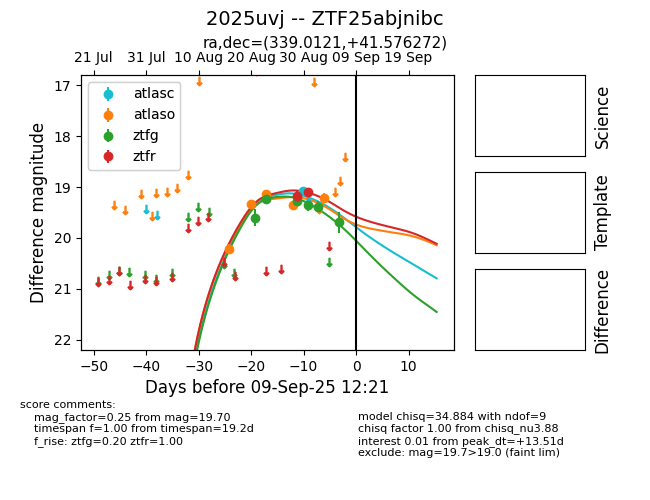 2025uvj -- ZTF25abjnibc
ra,dec=(339.0121,+41.576272)
21 Jul 31 Jul 10 Aug 20 Aug 30 Aug 09 Sep 19 Sep
17
18
19
20
21
22
Difference magnitude
atlasc
atlaso
ztfg
ztfr
−50 −40 −30 −20 −10 0 10
Days before 09-Sep-25 12:21
Science
Template
Difference
score comments:
mag_factor=0.25 from mag=19.70
timespan f=1.00 from timespan=19.2d
f_rise: ztfg=0.20 ztfr=1.00
model chisq=34.884 with ndof=9
chisq factor 1.00 from chisq_nu3.88
interest 0.01 from peak_dt=+13.51d
exclude: mag=19.7>19.0 (faint lim)